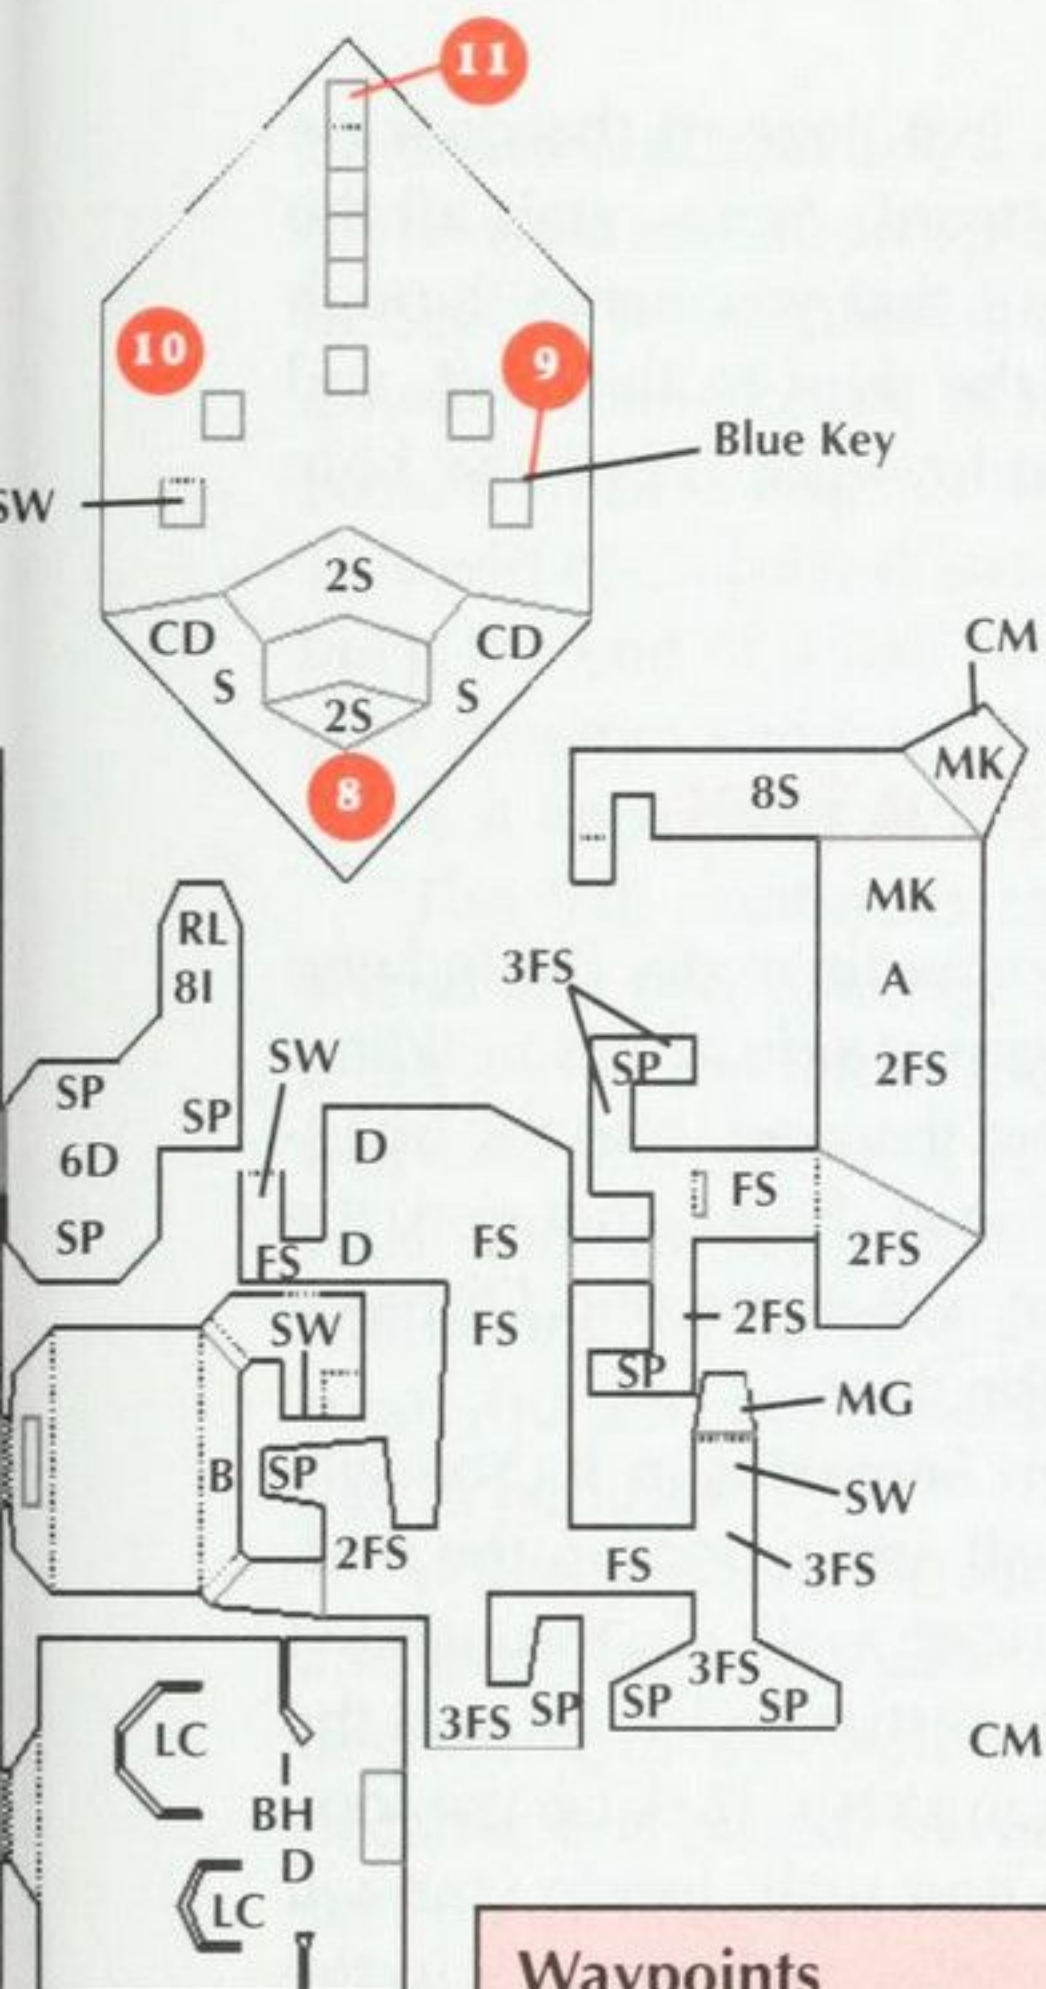 11
10
9
Blue Key
SW
2S
CD
CD
S
S
2S
8
CM
MK
8S
RL
MK
8I
3FS
A
SW
SP
2FS
SP
SP
6D
D
FS
SP
FS
D
FS
2FS
SW
FS
2FS
SP
MG
B
SP
SW
2FS
FS
3FS
3FS
SP
SP
3FS
SP
LC
CM
I
BH
D
LC
Waypoints